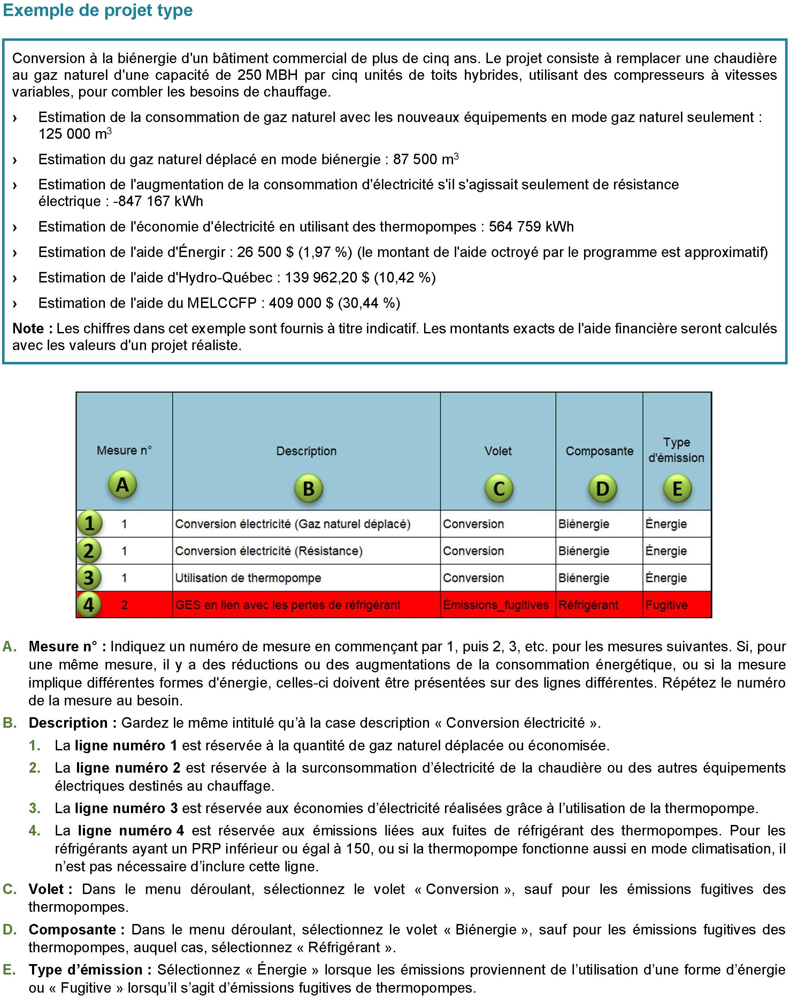 Exemple de projet type
Conversion à la biénergie d'un bâtiment commercial de plus de cinq ans. Le projet consiste à remplacer une chaudière
au gaz naturel d'une capacité de 250 MBH par cinq unités de toits hybrides, utilisant des compresseurs à vitesses
variables, pour combler les besoins de chauffage.
› Estimation de la consommation de gaz naturel avec les nouveaux équipements en mode gaz naturel seulement :
125 000 m³
› Estimation du gaz naturel déplacé en mode biénergie : 87 500 m³
› Estimation de l'augmentation de la consommation d'électricité s'il s'agissait seulement de résistance
électrique : -847 167 kWh
› Estimation de l'économie d'électricité en utilisant des thermopompes : 564 759 kWh
› Estimation de l'aide d'Énergir : 26 500 $ (1,97 %) (le montant de l'aide octroyé par le programme est approximatif)
› Estimation de l'aide d'Hydro-Québec : 139 962,20 $ (10,42 %)
› Estimation de l'aide du MELCCFP : 409 000 $ (30,44 %)
Note : Les chiffres dans cet exemple sont fournis à titre indicatif. Les montants exacts de l'aide financière seront calculés
avec les valeurs d'un projet réaliste.
Mesure n° Description Volet Composante Type
d'émission
A B C D E
1 1 Conversion électricité (Gaz naturel déplacé) Conversion Biénergie Énergie
2 1 Conversion électricité (Résistance) Conversion Biénergie Énergie
3 1 Utilisation de thermopompe Conversion Biénergie Énergie
4 2 GES en lien avec les pertes de réfrigérant Émissions_fugitives Réfrigérant Fugitive
A. Mesure n° : Indiquez un numéro de mesure en commençant par 1, puis 2, 3, etc. pour les mesures suivantes. Si, pour
une même mesure, il y a des réductions ou des augmentations de la consommation énergétique, ou si la mesure
implique différentes formes d'énergie, celles-ci doivent être présentées sur des lignes différentes. Répétez le numéro
de la mesure au besoin.
B. Description : Gardez le même intitulé qu’à la case description « Conversion électricité ».
1. La ligne numéro 1 est réservée à la quantité de gaz naturel déplacée ou économisée.
2. La ligne numéro 2 est réservée à la surconsommation d’électricité de la chaudière ou des autres équipements
électriques destinés au chauffage.
3. La ligne numéro 3 est réservée aux économies d’électricité réalisées grâce à l’utilisation de la thermopompe.
4. La ligne numéro 4 est réservée aux émissions liées aux fuites de réfrigérant des thermopompes. Pour les
réfrigérants ayant un PRP inférieur ou égal à 150, ou si la thermopompe fonctionne aussi en mode climatisation, il
n’est pas nécessaire d’inclure cette ligne.
C. Volet : Dans le menu déroulant, sélectionnez le volet « Conversion », sauf pour les émissions fugitives des
thermopompes.
D. Composante : Dans le menu déroulant, sélectionnez le volet « Biénergie », sauf pour les émissions fugitives des
thermopompes, auquel cas, sélectionnez « Réfrigérant ».
E. Type d’émission : Sélectionnez « Énergie » lorsque les émissions proviennent de l’utilisation d’une forme d’énergie
ou « Fugitive » lorsqu’il s’agit d’émissions fugitives de thermopompes.